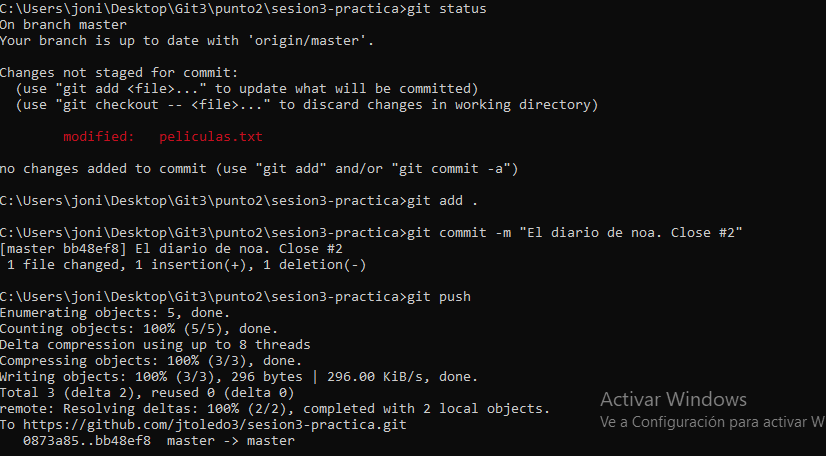 C:\Users\joni\Desktop\Git3\punto2\sesion3-practica>git status
On branch master
Your branch is up to date with 'origin/master'.
Changes not staged for commit:
  (use "git add <file>..." to update what will be committed)
  (use "git checkout -- <file>..." to discard changes in working directory)
        modified:   peliculas.txt
no changes added to commit (use "git add" and/or "git commit -a")
C:\Users\joni\Desktop\Git3\punto2\sesion3-practica>git add .
C:\Users\joni\Desktop\Git3\punto2\sesion3-practica>git commit -m "El diario de noa. Close #2"
[master bb48ef8] El diario de noa. Close #2
 1 file changed, 1 insertion(+), 1 deletion(-)
C:\Users\joni\Desktop\Git3\punto2\sesion3-practica>git push
Enumerating objects: 5, done.
Counting objects: 100% (5/5), done.
Delta compression using up to 8 threads
Compressing objects: 100% (3/3), done.
Writing objects: 100% (3/3), 296 bytes | 296.00 KiB/s, done.
Total 3 (delta 2), reused 0 (delta 0)
remote: Resolving deltas: 100% (2/2), completed with 2 local objects.
To https://github.com/jtoledo3/sesion3-practica.git
   0873a85..bb48ef8  master -> master
Activar Windows
Ve a Configuración para activar W